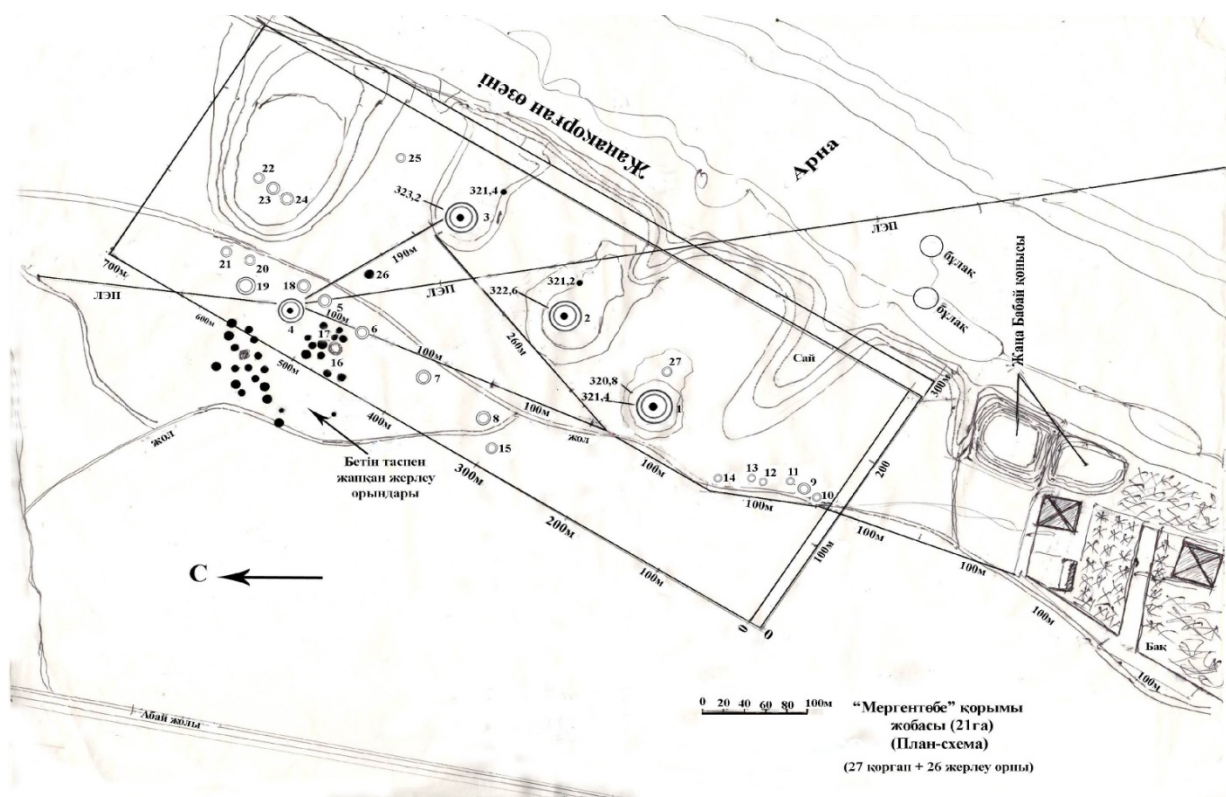 Жаңақорған өзені
Арна
22
23
24
25
323,2
3
321,4
190м
ЛЭП
700м
21
20
19
18
5
26
ЛЭП
ЛЭП
4
100м
6
600м
17
16
500м
100м
7
260м
321,2
322,6
2
бұлақ
бұлақ
Жаңа Бабай қонысы
Сай
27
320,8
321,4
1
300м
400м
8
100м
жол
жол
15
300м
100м
14
13
12
11
9
10
200
Бетін таспен
жапқан жерлеу
орындары
100м
100м
100м
200м
100м
100м
100м
0
0
С
Бақ
100м
Абай жолы
0 20 40 60 80 100м
“Мергентөбе” қорымы
жобасы (21га)
(План-схема)
(27 қорған + 26 жерлеу орны)